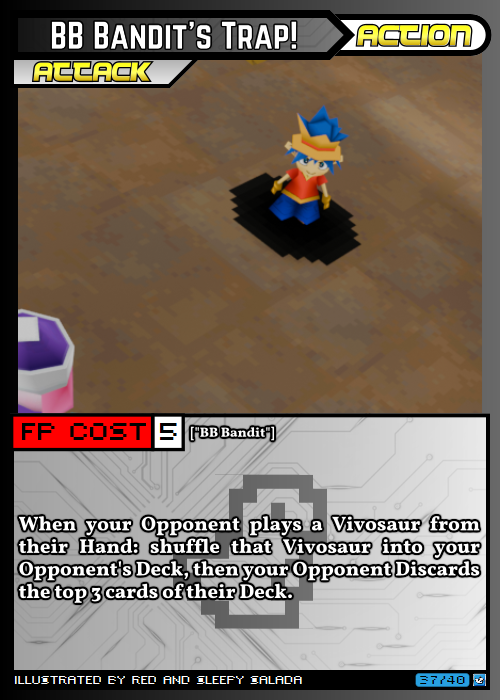 BB Bandit's Trap!
ACTION
ATTACK
FP COST 5 ["BB Bandit"]
When your Opponent plays a Vivosaur from
their Hand: shuffle that Vivosaur into your
Opponent's Deck, then your Opponent Discards
the top 3 cards of their Deck.
ILLUSTRATED BY RED AND SLEEPY SALADA
37/40